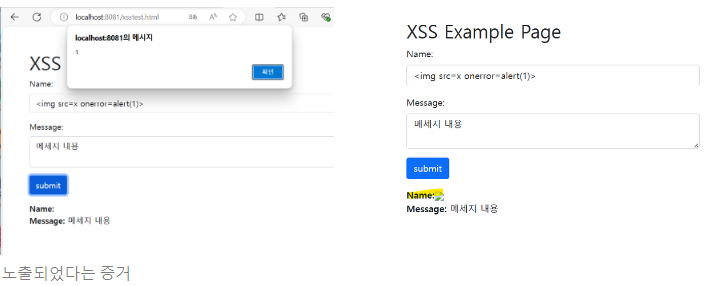 localhost:8081/xsstest.html
localhost:8081의 메시지
1
확인
XSS
Name:
<img src=x onerror=alert(1)>
Message:
메세지 내용
submit
Name:
Message: 메세지 내용
XSS Example Page
Name:
<img src=x onerror=alert(1)>
Message:
메세지 내용
submit
Name:
Message: 메세지 내용
노출되었다는 증거